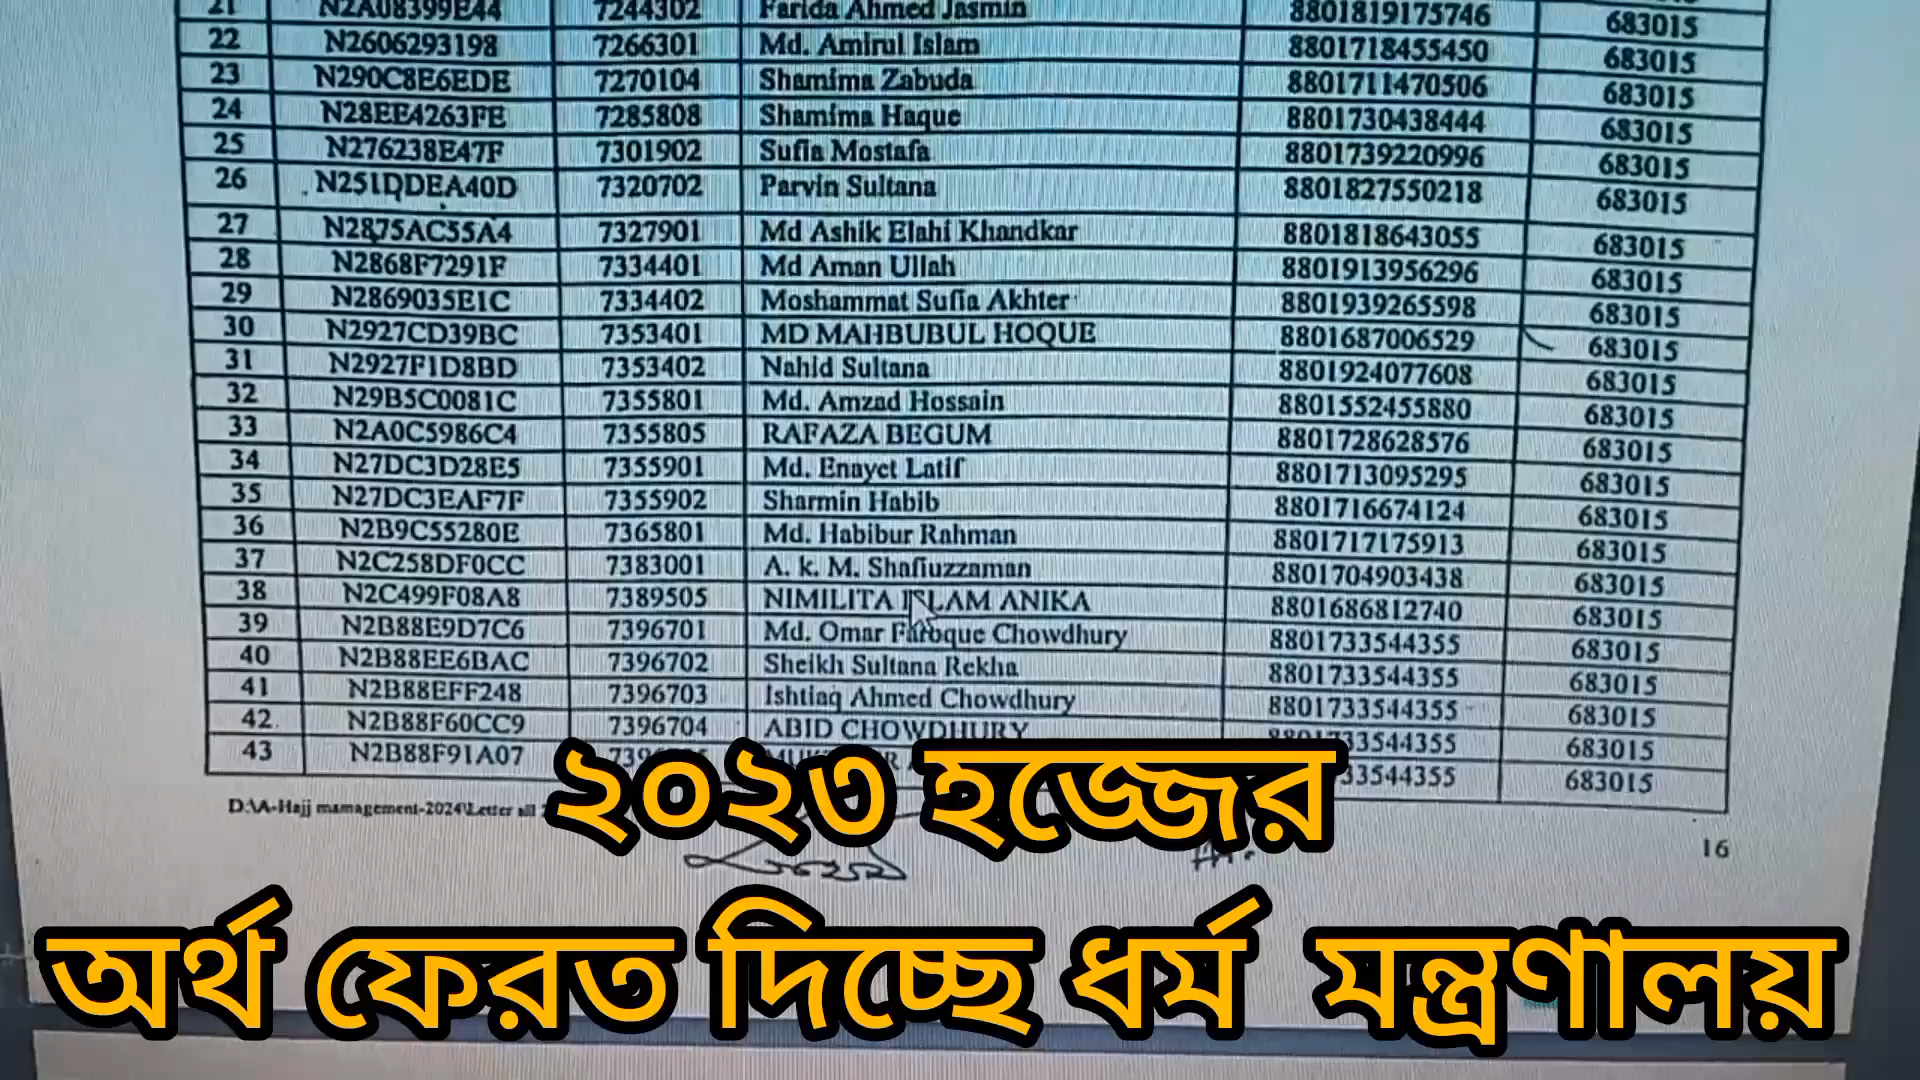 21 N2A08399E44 7244302 Farida Ahmed Jasmin 8801819175746 683015
22 N2606293198 7266301 Md. Amirul Islam 8801718455450 683015
23 N290C8E6EDE 7270104 Shamima Zabuda 8801711470506 683015
24 N28EE4263FE 7285808 Shamima Haque 8801730438444 683015
25 N276238E47F 7301902 Sufia Mostafa 8801739220996 683015
26 N251DDEA40D 7320702 Parvin Sultana 8801827550218 683015
27 N2875AC55A4 7327901 Md Ashik Elahi Khandkar 8801818643055 683015
28 N2868F7291F 7334401 Md Aman Ullah 8801913956296 683015
29 N2869035E1C 7334402 Moshammat Sufia Akhter 8801939265598 683015
30 N2927CD39BC 7353401 MD MAHBUBUL HOQUE 8801687006529 683015
31 N2927F1D8BD 7353402 Nahid Sultana 8801924077608 683015
32 N29B5C0081C 7355801 Md. Amzad Hossain 8801552455880 683015
33 N2A0C5986C4 7355805 RAFAZA BEGUM 8801728628576 683015
34 N27DC3D28E5 7355901 Md. Enayet Latif 8801713095295 683015
35 N27DC3EAF7F 7355902 Sharmin Habib 8801716674124 683015
36 N2B9C55280E 7365801 Md. Habibur Rahman 8801717175913 683015
37 N2C258DF0CC 7383001 A. k. M. Shafiuzzaman 8801704903438 683015
38 N2C499F08A8 7389505 NIMILITA ISLAM ANIKA 8801686812740 683015
39 N2B88E9D7C6 7396701 Md. Omar Faroque Chowdhury 8801733544355 683015
40 N2B88EE6BAC 7396702 Sheikh Sultana Rekha 8801733544355 683015
41 N2B88EFF248 7396703 Ishtiaq Ahmed Chowdhury 8801733544355 683015
42 N2B88F60CC9 7396704 ABID CHOWDHURY 8801733544355 683015
43 N2B88F91A07 683015
D:\A-Hajj mamagement-2024\Letter all
16
২০২৩ হজ্জের
অর্থ ফেরত দিচ্ছে ধর্ম মন্ত্রণালয়